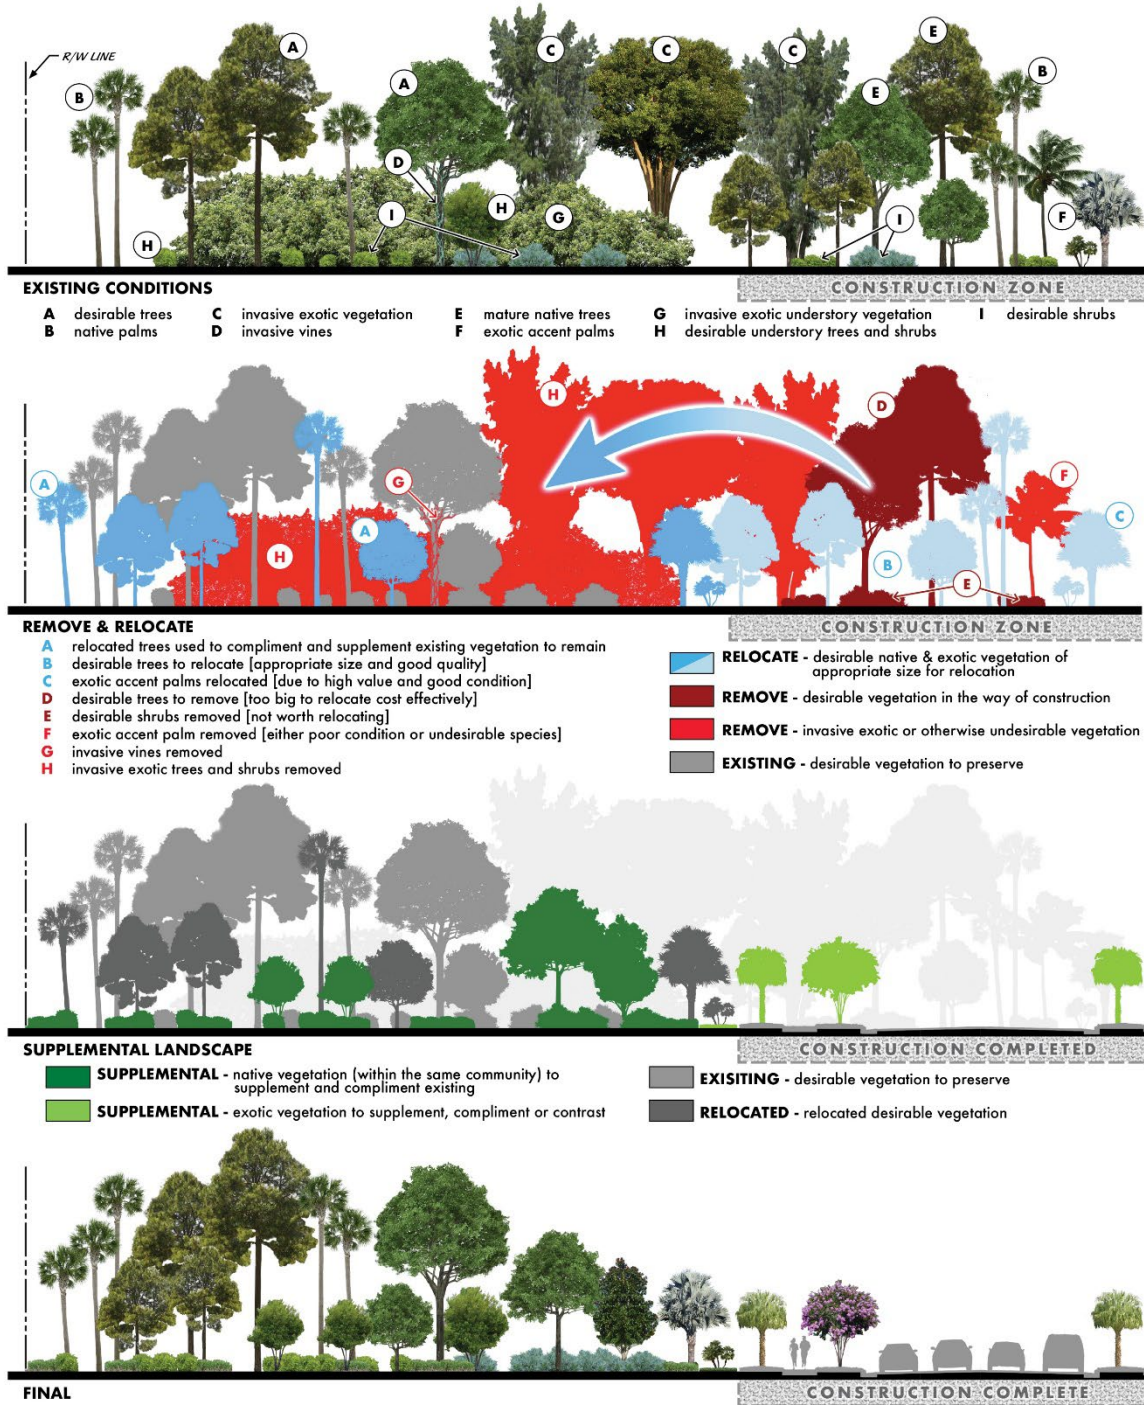 R/W LINE
A
C
C
C
E
B
A
E
B
D
H
G
I
I
F
H
EXISTING CONDITIONS
CONSTRUCTION ZONE
A desirable trees
C invasive exotic vegetation
E mature native trees
G invasive exotic understory vegetation
I desirable shrubs
B native palms
D invasive vines
F exotic accent palms
H desirable understory trees and shrubs
H
D
A
G
F
A
C
H
B
E
REMOVE & RELOCATE
CONSTRUCTION ZONE
A relocated trees used to compliment and supplement existing vegetation to remain
B desirable trees to relocate [appropriate size and good quality]
C exotic accent palms relocated [due to high value and good condition]
D desirable trees to remove [too big to relocate cost effectively]
E desirable shrubs removed [not worth relocating]
F exotic accent palm removed [either poor condition or undesirable species]
G invasive vines removed
H invasive exotic trees and shrubs removed
RELOCATE - desirable native & exotic vegetation of
appropriate size for relocation
REMOVE - desirable vegetation in the way of construction
REMOVE - invasive exotic or otherwise undesirable vegetation
EXISTING - desirable vegetation to preserve
SUPPLEMENTAL LANDSCAPE
CONSTRUCTION COMPLETED
SUPPLEMENTAL - native vegetation (within the same community) to
supplement and compliment existing
SUPPLEMENTAL - exotic vegetation to supplement, compliment or contrast
EXISITING - desirable vegetation to preserve
RELOCATED - relocated desirable vegetation
FINAL
CONSTRUCTION COMPLETE